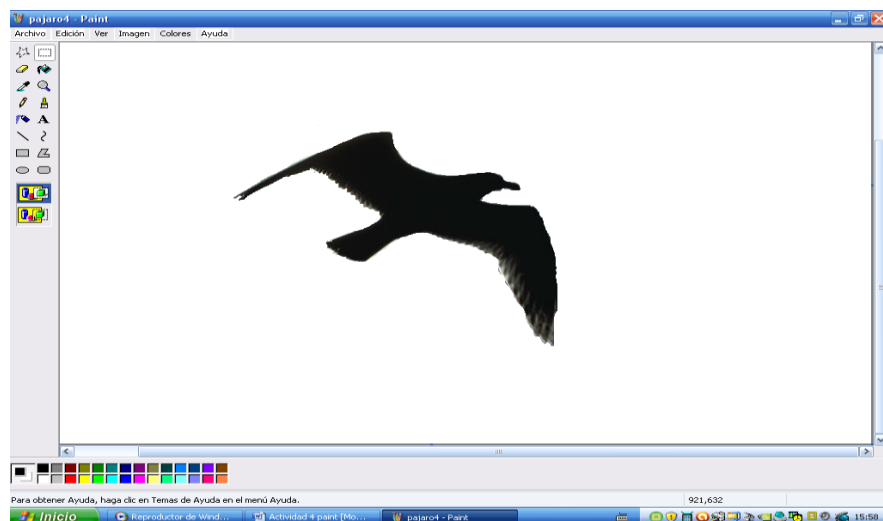 pajaro4 - Paint
Archivo Edición Ver Imagen Colores Ayuda
A
Para obtener Ayuda, haga clic en Temas de Ayuda en el menú Ayuda.
921,632
Inicio Reproductor de Wind... Actividad 4 paint [Mo... pajaro4 - Paint 15:58